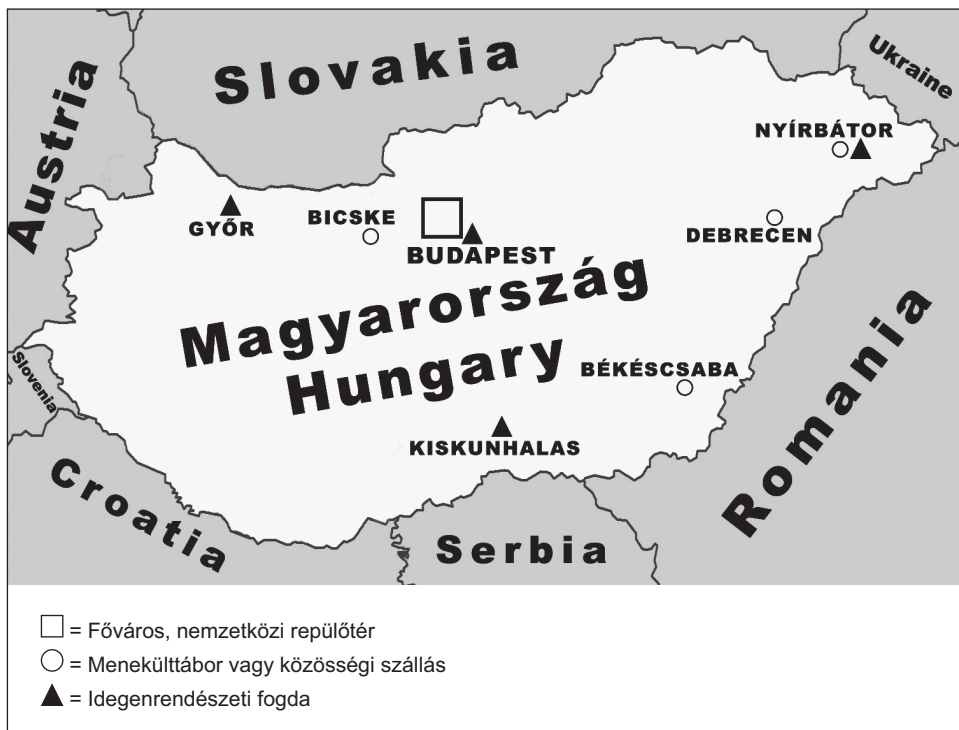 Slovakia
Ukraine
Austria
NYÍRBÁTOR
GYŐR
BICSKE
DEBRECEN
BUDAPEST
Magyarország
Hungary
Slovenia
BÉKÉSCSABA
Romania
KISKUNHALAS
Croatia
Serbia
= Főváros, nemzetközi repülőtér
= Menekülttábor vagy közösségi szállás
= Idegenrendészeti fogda